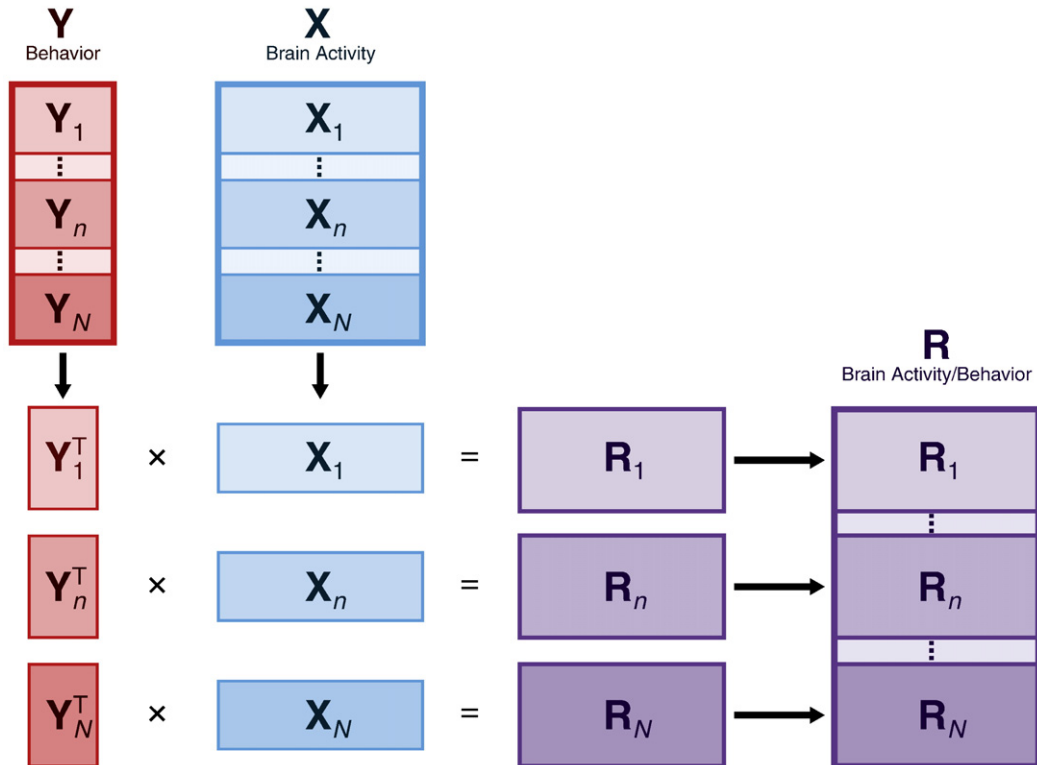 Y
Behavior
X
Brain Activity
Y1
X1
⋮
⋮
Yn
Xn
⋮
⋮
YN
XN
R
Brain Activity/Behavior
Y1T × X1 = R1
R1
⋮
YnT × Xn = Rn
Rn
⋮
YNT × XN = RN
RN